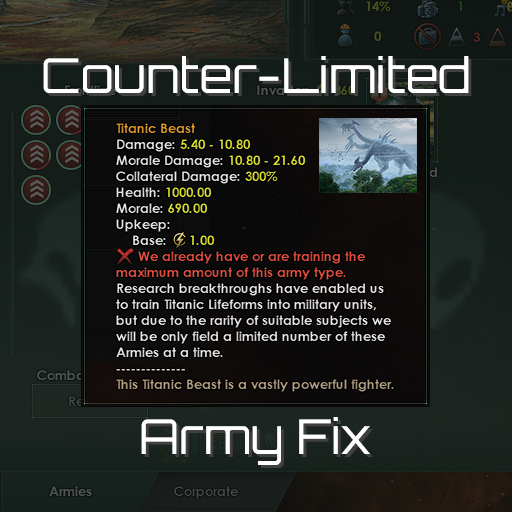 14%
1
0
3
Counter-Limited
Titanic Beast
Damage: 5.40 - 10.80
Morale Damage: 10.80 - 21.60
Collateral Damage: 300%
Health: 1000.00
Morale: 690.00
Upkeep:
Base: 1.00
We already have or are training the
maximum amount of this army type.
Research breakthroughs have enabled us
to train Titanic Lifeforms into military units,
but due to the rarity of suitable subjects we
will be only field a limited number of these
Armies at a time.
--------------
This Titanic Beast is a vastly powerful fighter.
Army Fix
Armies
Corporate